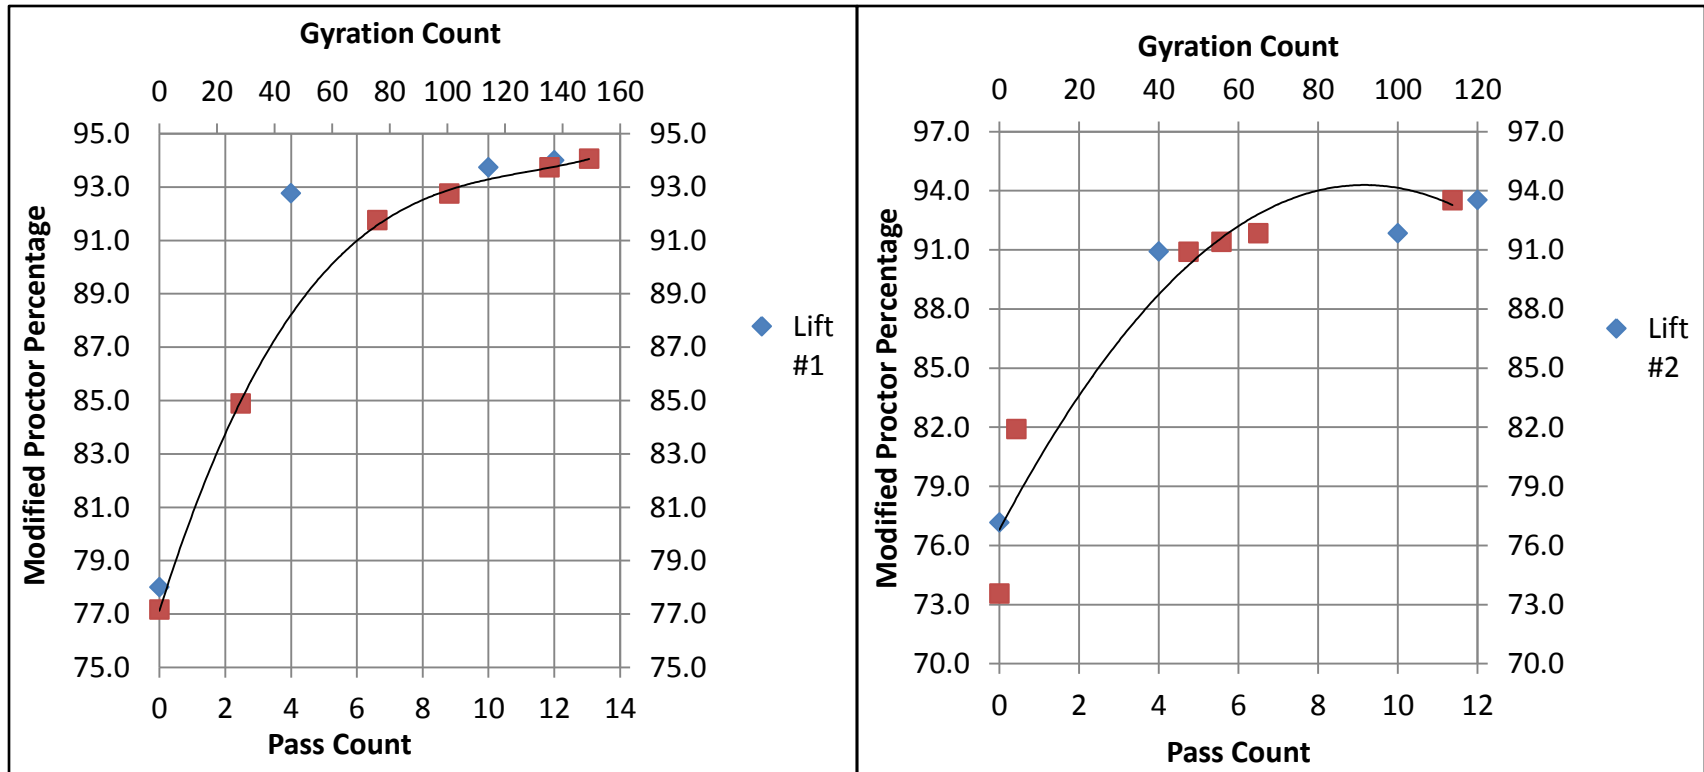 Gyration Count
0 20 40 60 80 100 120 140 160
95.0 95.0
93.0 93.0
91.0 91.0
89.0 89.0
87.0 87.0
85.0 85.0
83.0 83.0
81.0 81.0
79.0 79.0
77.0 77.0
75.0 75.0
Modified Proctor Percentage
0 2 4 6 8 10 12 14
Pass Count
Lift
#1
Gyration Count
0 20 40 60 80 100 120
97.0 97.0
94.0 94.0
91.0 91.0
88.0 88.0
85.0 85.0
82.0 82.0
79.0 79.0
76.0 76.0
73.0 73.0
70.0 70.0
Modified Proctor Percentage
0 2 4 6 8 10 12
Pass Count
Lift
#2